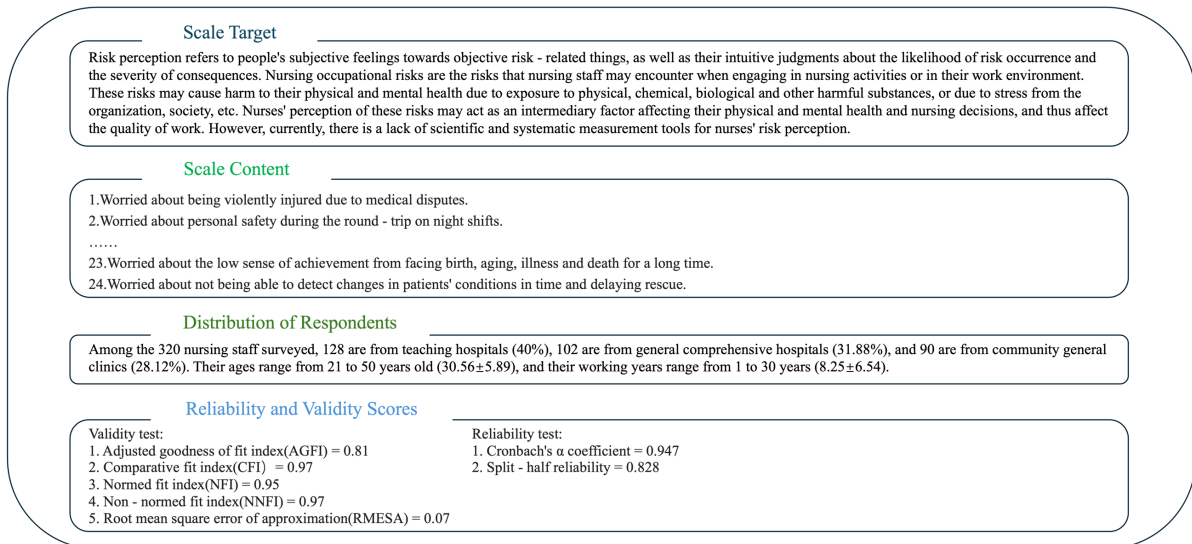 Scale Target
Risk perception refers to people's subjective feelings towards objective risk - related things, as well as their intuitive judgments about the likelihood of risk occurrence and
the severity of consequences. Nursing occupational risks are the risks that nursing staff may encounter when engaging in nursing activities or in their work environment.
These risks may cause harm to their physical and mental health due to exposure to physical, chemical, biological and other harmful substances, or due to stress from the
organization, society, etc. Nurses' perception of these risks may act as an intermediary factor affecting their physical and mental health and nursing decisions, and thus affect
the quality of work. However, currently, there is a lack of scientific and systematic measurement tools for nurses' risk perception.
Scale Content
1.Worried about being violently injured due to medical disputes.
2.Worried about personal safety during the round - trip on night shifts.
……
23.Worried about the low sense of achievement from facing birth, aging, illness and death for a long time.
24.Worried about not being able to detect changes in patients' conditions in time and delaying rescue.
Distribution of Respondents
Among the 320 nursing staff surveyed, 128 are from teaching hospitals (40%), 102 are from general comprehensive hospitals (31.88%), and 90 are from community general
clinics (28.12%). Their ages range from 21 to 50 years old (30.56±5.89), and their working years range from 1 to 30 years (8.25±6.54).
Reliability and Validity Scores
Validity test:
1. Adjusted goodness of fit index(AGFI) = 0.81
2. Comparative fit index(CFI） = 0.97
3. Normed fit index(NFI) = 0.95
4. Non - normed fit index(NNFI) = 0.97
5. Root mean square error of approximation(RMESA) = 0.07
Reliability test:
1. Cronbach's α coefficient = 0.947
2. Split - half reliability = 0.828